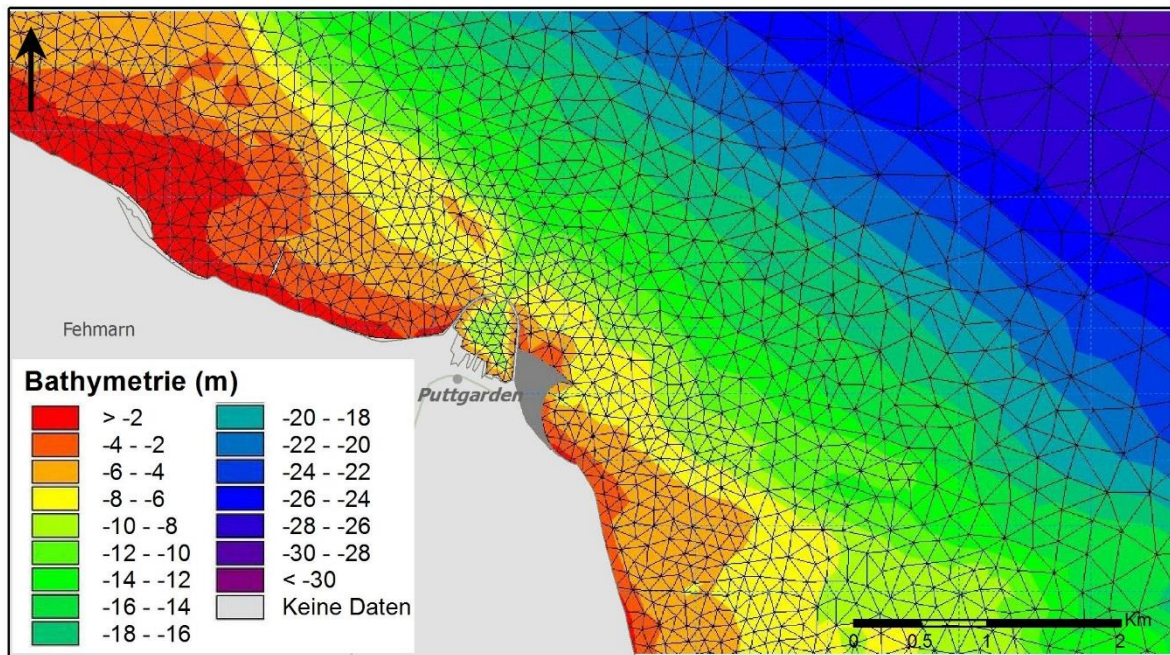 Fehmarn
Puttgarden
Bathymetrie (m)
> -2
-4 - -2
-6 - -4
-8 - -6
-10 - -8
-12 - -10
-14 - -12
-16 - -14
-18 - -16
-20 - -18
-22 - -20
-24 - -22
-26 - -24
-28 - -26
-30 - -28
< -30
Keine Daten
Km
0 0.5 1 2